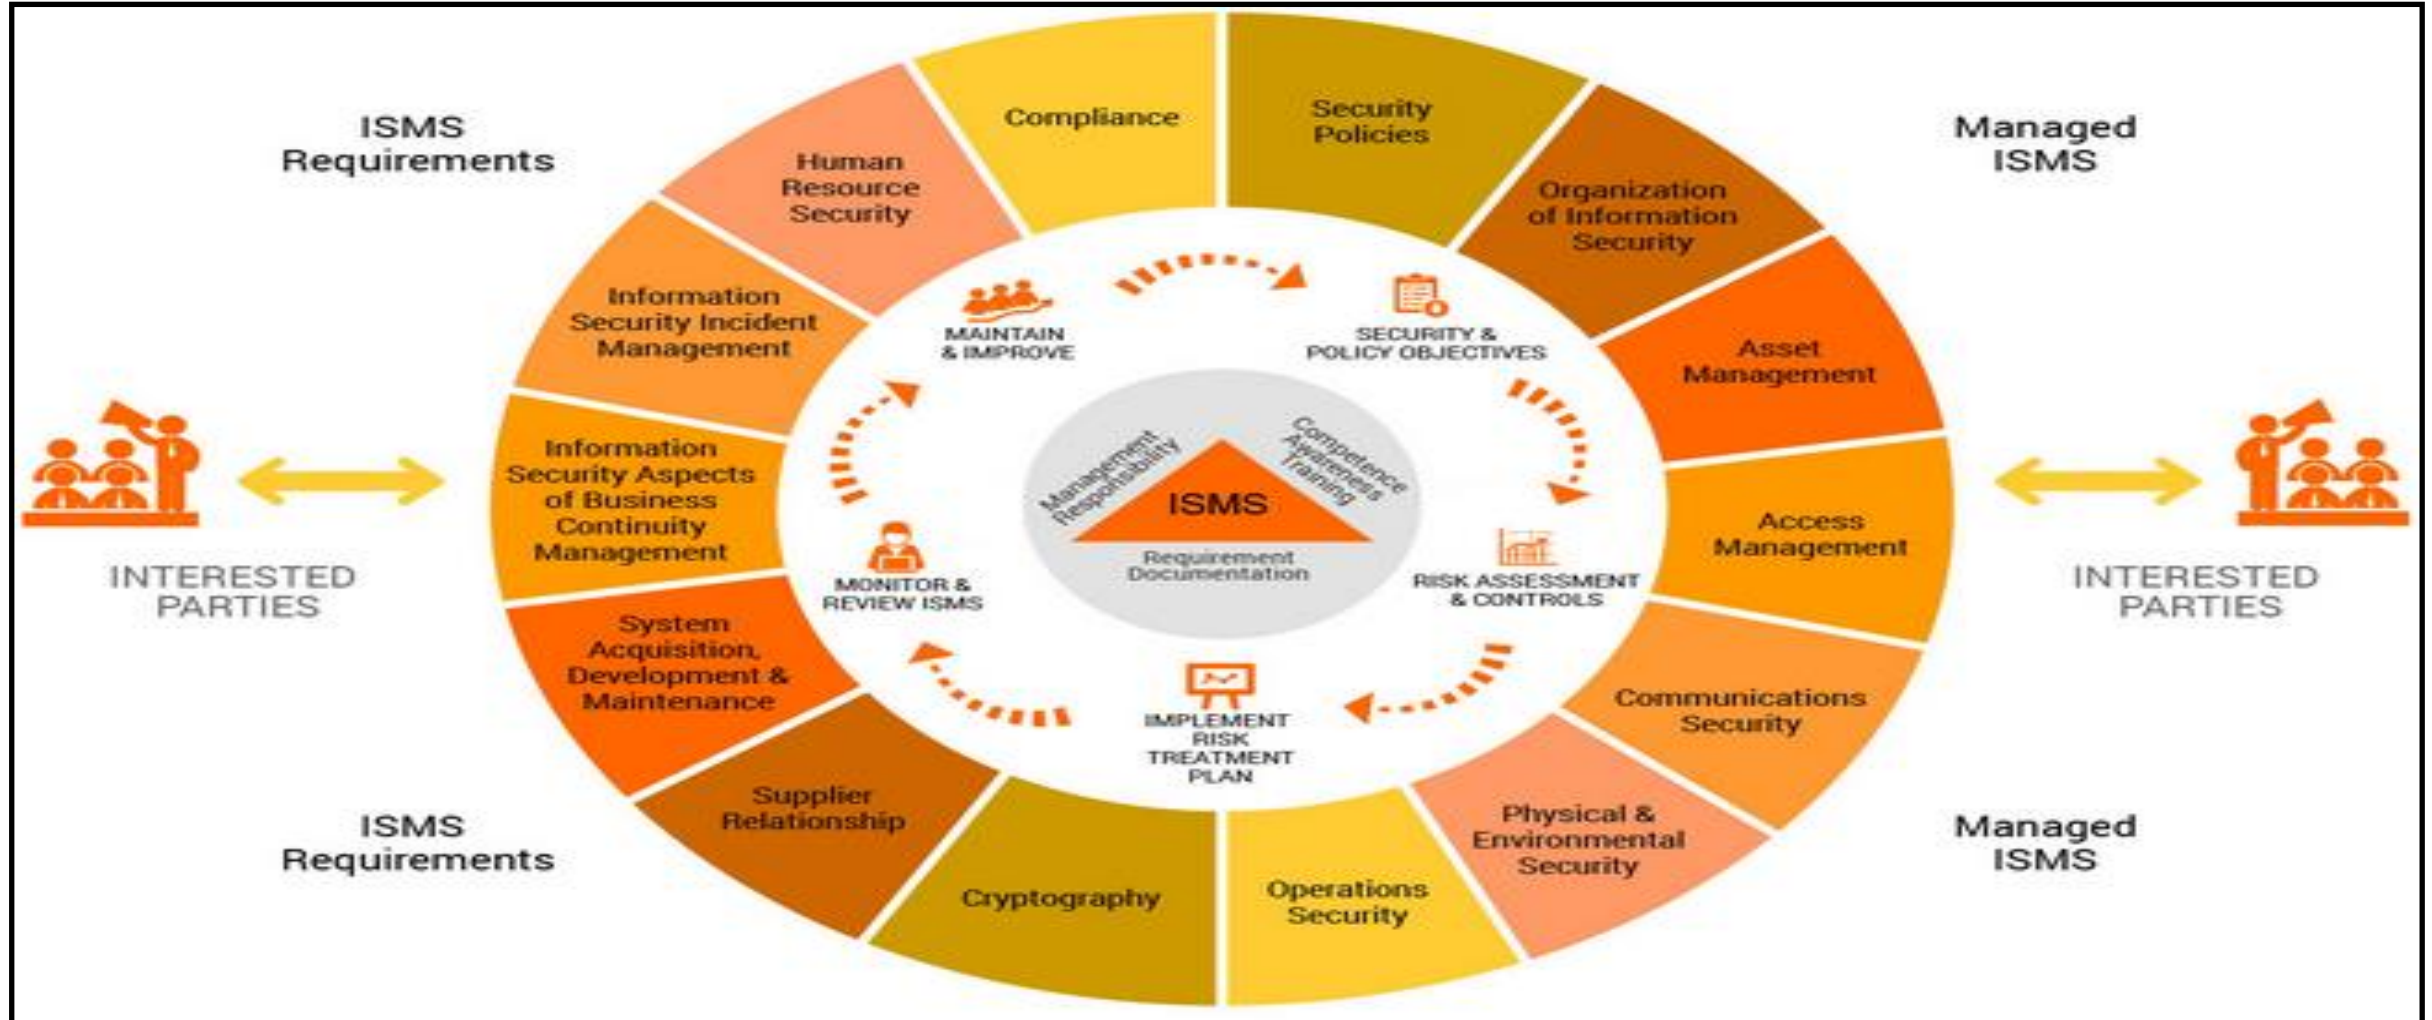 ISMS
Requirements
Managed
ISMS
Compliance
Security
Policies
Organization
of Information
Security
Asset
Management
Access
Management
Communications
Security
Physical &
Environmental
Security
Operations
Security
Cryptography
Supplier
Relationship
System
Acquisition,
Development &
Maintenance
Information
Security Aspects
of Business
Continuity
Management
Information
Security Incident
Management
Human
Resource
Security
MAINTAIN
& IMPROVE
SECURITY &
POLICY OBJECTIVES
RISK ASSESSMENT
& CONTROLS
IMPLEMENT
RISK
TREATMENT
PLAN
MONITOR &
REVIEW ISMS
Management
Responsibility
Competence
Awareness
Training
ISMS
Requirement
Documentation
INTERESTED
PARTIES
INTERESTED
PARTIES
ISMS
Requirements
Managed
ISMS